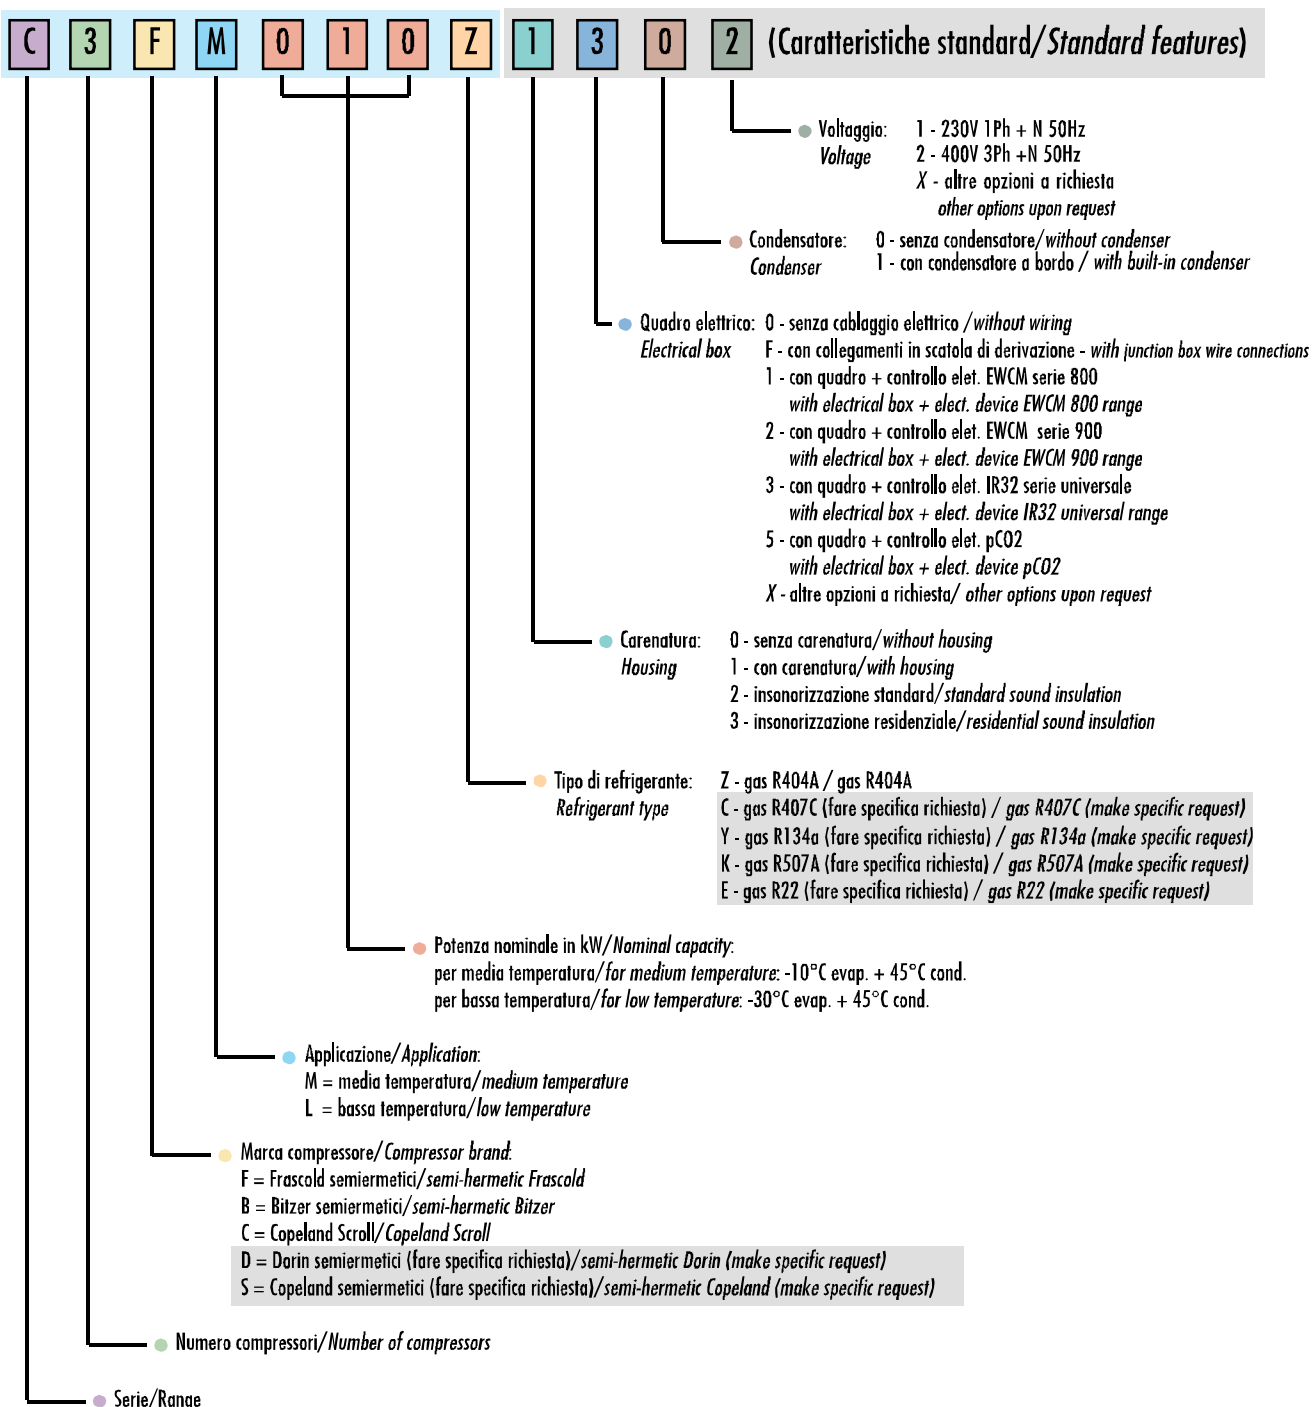 C 3 F M 0 1 0 Z 1 3 0 2 (Caratteristiche standard/Standard features)
Voltaggio: 1 - 230V 1Ph + N 50Hz
Voltage 2 - 400V 3Ph +N 50Hz
X - altre opzioni a richiesta
other options upon request
Condensatore: 0 - senza condensatore/without condenser
Condenser 1 - con condensatore a bordo / with built-in condenser
Quadro elettrico: 0 - senza cablaggio elettrico /without wiring
Electrical box F - con collegamenti in scatola di derivazione - with junction box wire connections
1 - con quadro + controllo elet. EWCM serie 800
with electrical box + elect. device EWCM 800 range
2 - con quadro + controllo elet. EWCM serie 900
with electrical box + elect. device EWCM 900 range
3 - con quadro + controllo elet. IR32 serie universale
with electrical box + elect. device IR32 universal range
5 - con quadro + controllo elet. pCO2
with electrical box + elect. device pCO2
X - altre opzioni a richiesta/ other options upon request
Carenatura: 0 - senza carenatura/without housing
Housing 1 - con carenatura/with housing
2 - insonorizzazione standard/standard sound insulation
3 - insonorizzazione residenziale/residential sound insulation
Tipo di refrigerante: Z - gas R404A / gas R404A
Refrigerant type C - gas R407C (fare specifica richiesta) / gas R407C (make specific request)
Y - gas R134a (fare specifica richiesta) / gas R134a (make specific request)
K - gas R507A (fare specifica richiesta) / gas R507A (make specific request)
E - gas R22 (fare specifica richiesta) / gas R22 (make specific request)
Potenza nominale in kW/Nominal capacity:
per media temperatura/for medium temperature: -10°C evap. + 45°C cond.
per bassa temperatura/for low temperature: -30°C evap. + 45°C cond.
Applicazione/Application:
M = media temperatura/medium temperature
L = bassa temperatura/low temperature
Marca compressore/Compressor brand:
F = Frascold semiermetici/semi-hermetic Frascold
B = Bitzer semiermetici/semi-hermetic Bitzer
C = Copeland Scroll/Copeland Scroll
D = Dorin semiermetici (fare specifica richiesta)/semi-hermetic Dorin (make specific request)
S = Copeland semiermetici (fare specifica richiesta)/semi-hermetic Copeland (make specific request)
Numero compressori/Number of compressors
Serie/Range